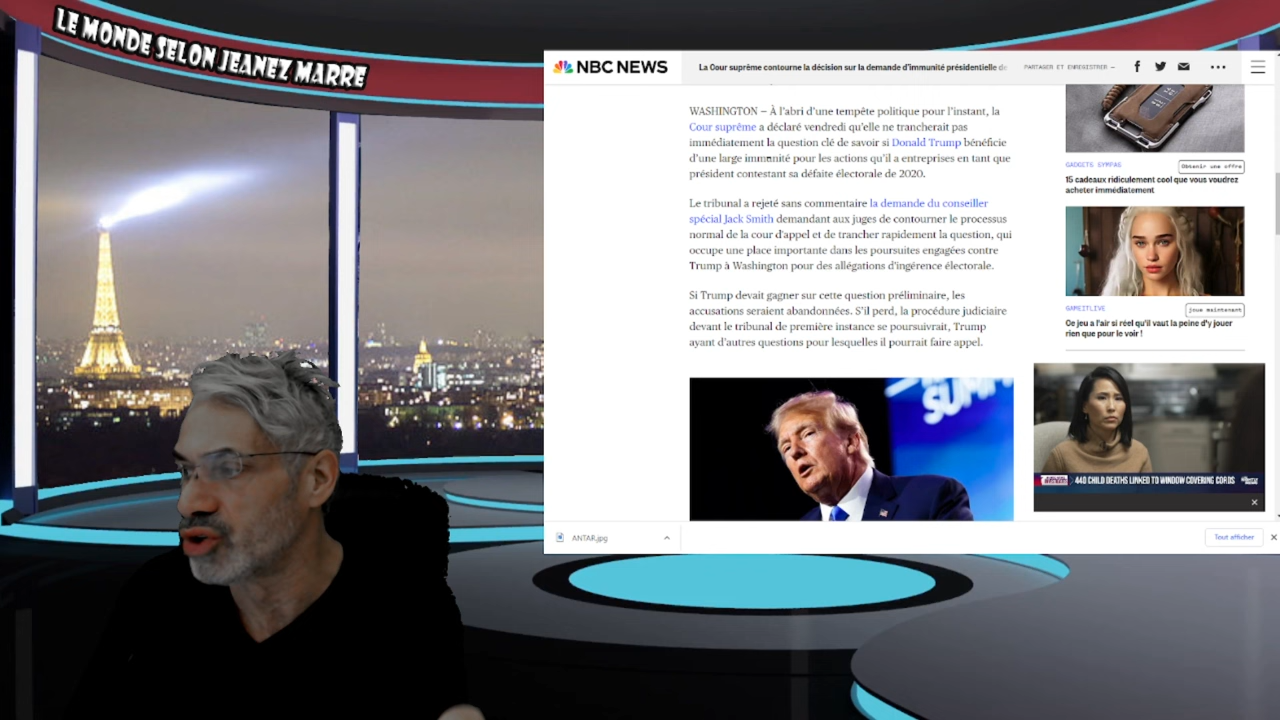 LE MONDE SELON JEANEZ MARRE
NBC NEWS
La Cour suprême contourne la décision sur la demande d'immunité présidentielle
PARTAGER ET ENREGISTRER —
WASHINGTON – À l'abri d'une tempête politique pour l'instant, la
Cour suprême a déclaré vendredi qu'elle ne trancherait pas
immédiatement la question clé de savoir si Donald Trump bénéficie
d'une large immunité pour les actions qu'il a entreprises en tant que
président contestant sa défaite électorale de 2020.
Le tribunal a rejeté sans commentaire la demande du conseiller
spécial Jack Smith demandant aux juges de contourner le processus
normal de la cour d'appel et de trancher rapidement la question, qui
occupe une place importante dans les poursuites engagées contre
Trump à Washington pour des allégations d'ingérence électorale.
Si Trump devait gagner sur cette question préliminaire, les
accusations seraient abandonnées. S'il perd, la procédure judiciaire
devant le tribunal de première instance se poursuivrait, Trump
ayant d'autres questions pour lesquelles il pourrait faire appel.
GADGETS SYMPAS
Obtenir une offre
15 cadeaux ridiculement cool que vous voudrez
acheter immédiatement
GAMEITLIVE
joue maintenant
Ce jeu a l'air si réel qu'il vaut la peine d'y jouer
rien que pour le voir !
440 CHILD DEATHS LINKED TO WINDOW COVERING CORDS
ANTAR.jpg
Tout afficher